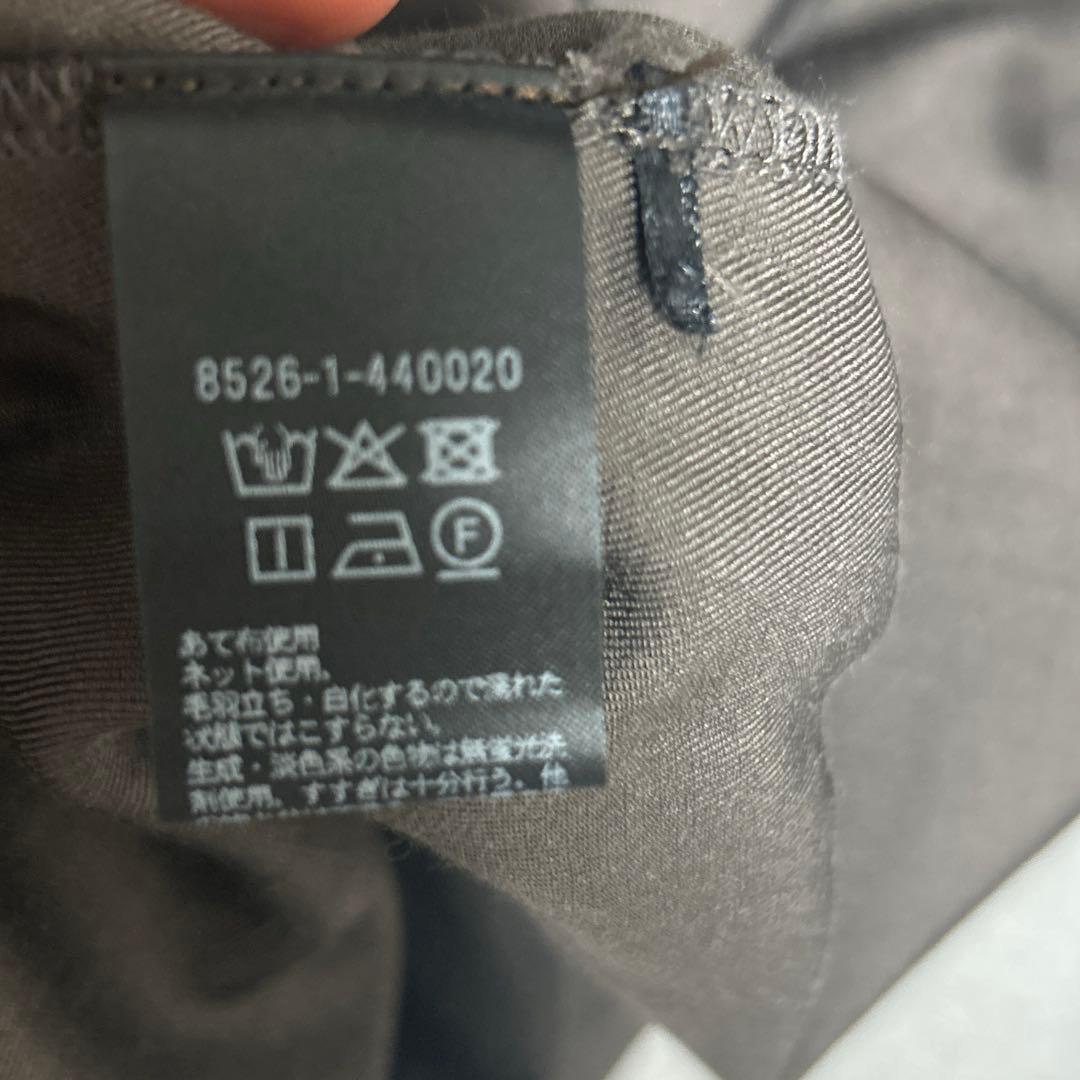 8526-1-440020
F
あて布使用
ネット使用.
毛羽立ち・白化するので濡れた
状態ではこすらない。
生成・淡色系の色物は無蛍光洗
剤使用。すすぎは十分行う。他